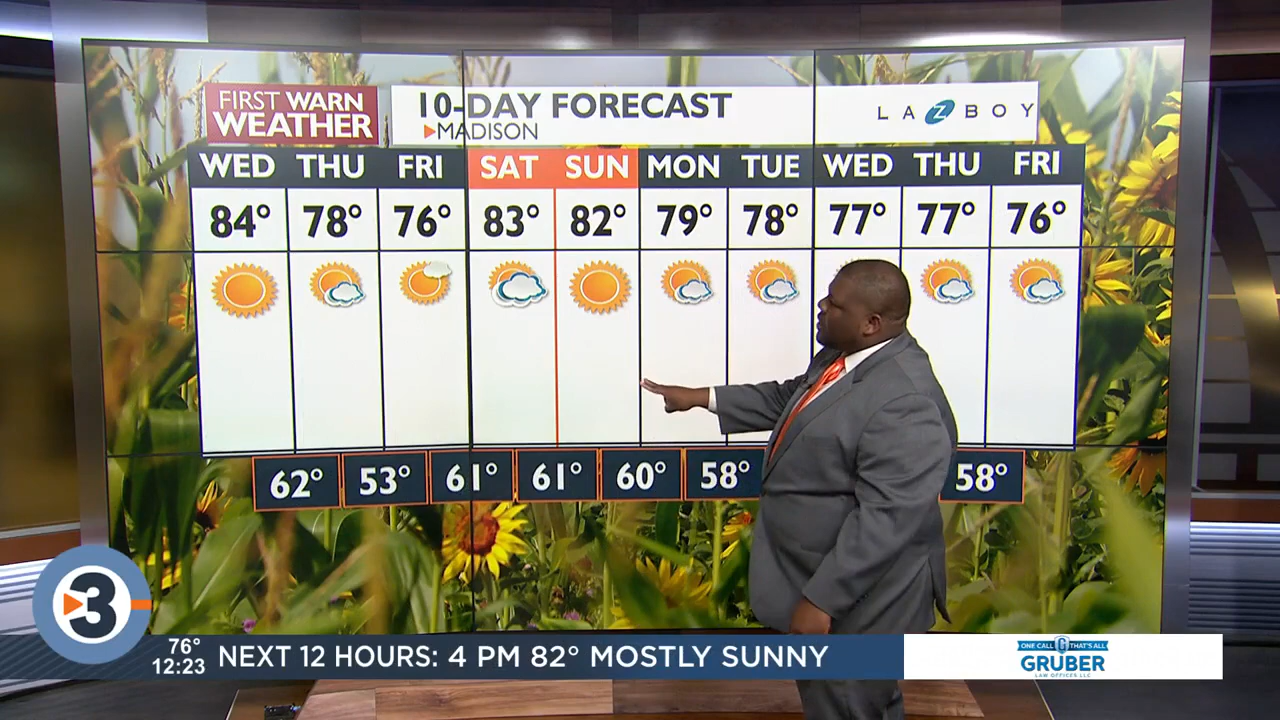 FIRST WARN
WEATHER
10-DAY FORECAST
MADISON
LA Z BOY
WED THU FRI SAT SUN MON TUE WED THU FRI
84° 78° 76° 83° 82° 79° 78° 77° 77° 76°
62° 53° 61° 61° 60° 58° 58°
3
76°
12:23
NEXT 12 HOURS: 4 PM 82° MOSTLY SUNNY
ONE CALL G THAT'S ALL
GRUBER
LAW OFFICES, LLC